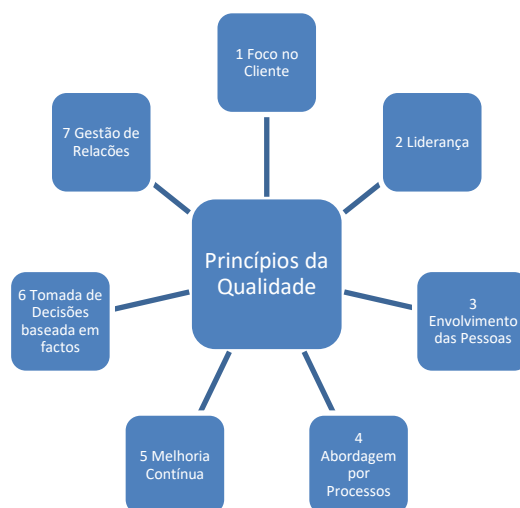 1 Foco no
Cliente
2 Liderança
3
Envolvimento
das Pessoas
4
Abordagem
por
Processos
5 Melhoria
Contínua
6 Tomada de
Decisões
baseada em
factos
7 Gestão de
Relacões
Princípios da
Qualidade